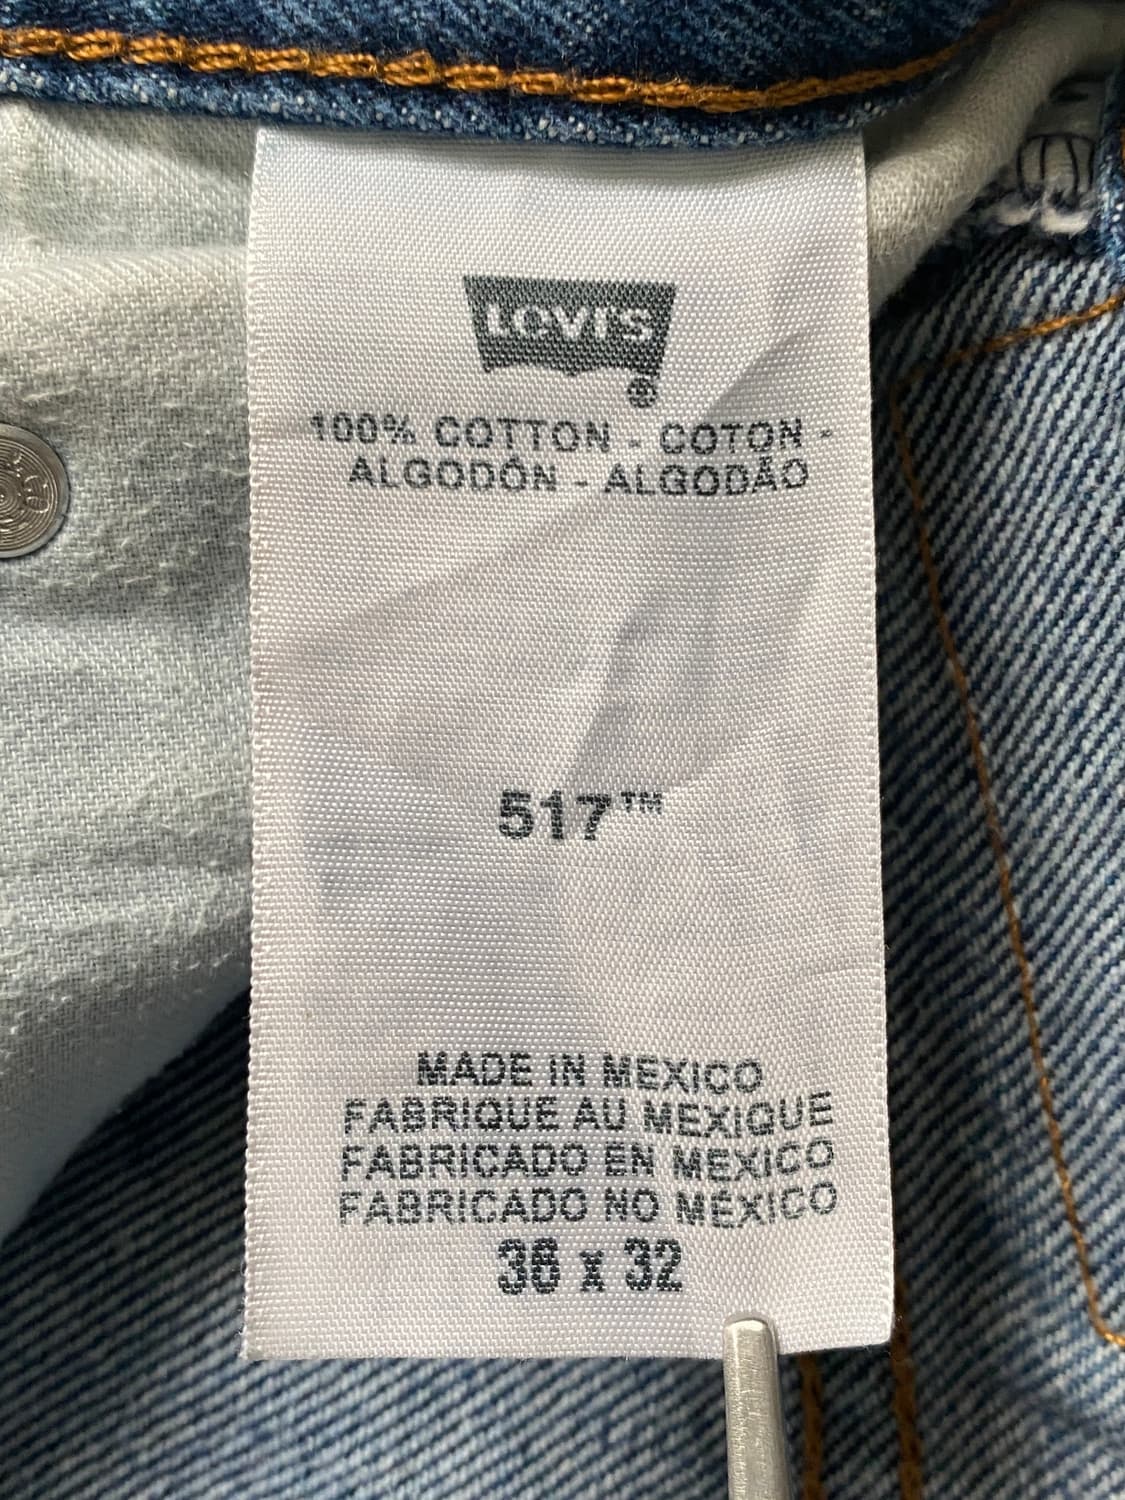 LEVI'S
®
100% COTTON - COTON -
ALGODÓN - ALGODÃO
517™
MADE IN MEXICO
FABRIQUE AU MEXIQUE
FABRICADO EN MEXICO
FABRICADO NO MÉXICO
36 x 32